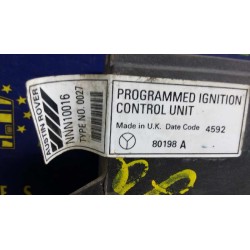 AUSTIN ROVER
NNN10016
TYPE NO. 0027
PROGRAMMED IGNITION
CONTROL UNIT
Made in U.K. Date Code 4592
80198 A